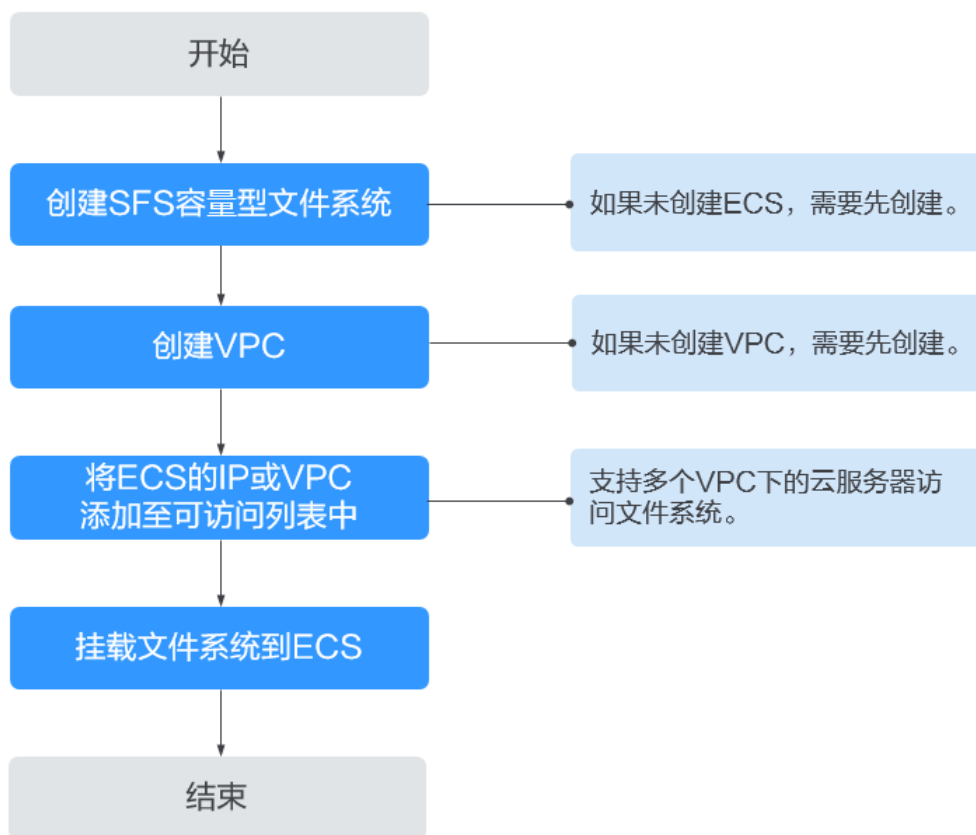 开始
创建SFS容量型文件系统
如果未创建ECS，需要先创建。
创建VPC
如果未创建VPC，需要先创建。
将ECS的IP或VPC
添加至可访问列表中
支持多个VPC下的云服务器访
问文件系统。
挂载文件系统到ECS
结束